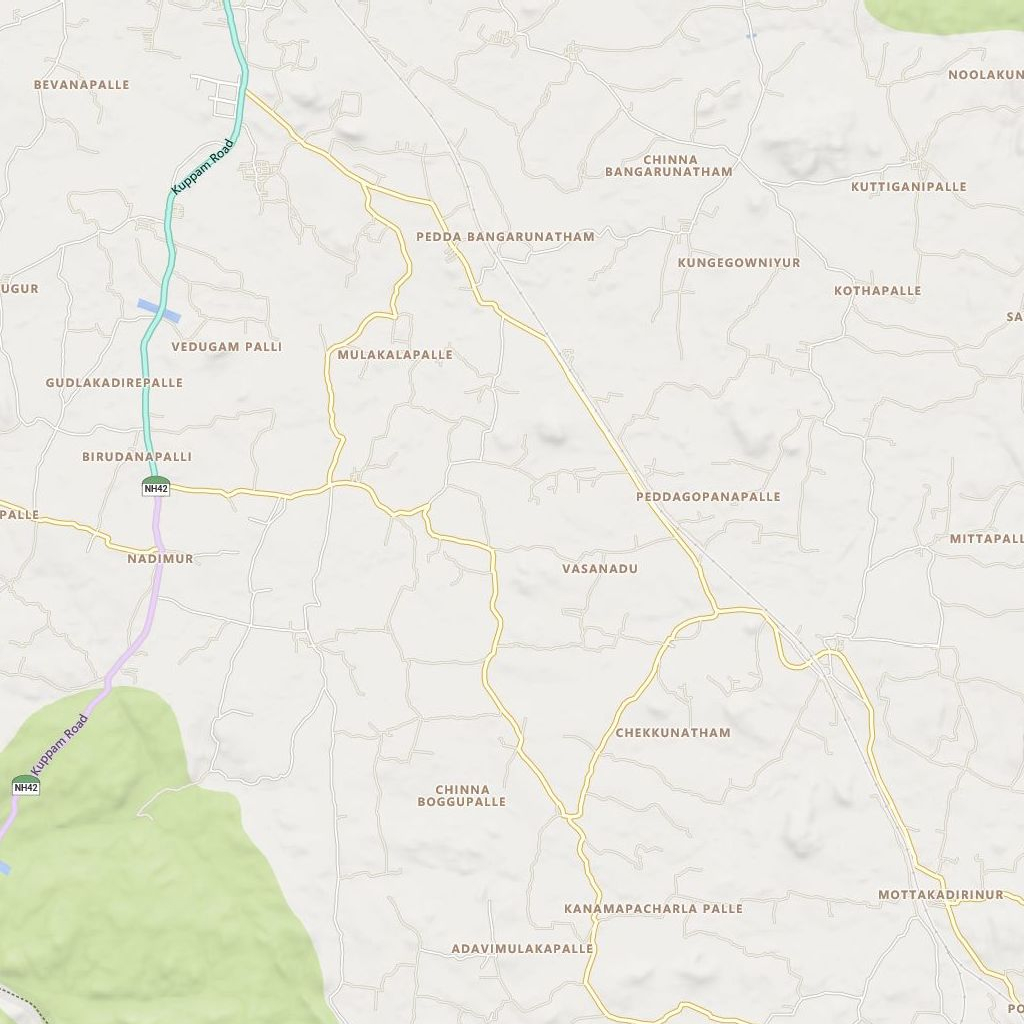 BEVANAPALLE
NOOLAKUN
Kuppam Road
CHINNA
BANGARUNATHAM
KUTTIGANIPALLE
PEDDA BANGARUNATHAM
KUNGEGOWNIYUR
UGUR
KOTHAPALLE
SA
VEDUGAM PALLI
MULAKALAPALLE
GUDLAKADIREPALLE
BIRUDANAPALLI
NH42
PEDDAGOPANAPALLE
PALLE
MITTAPALL
NADIMUR
VASANADU
Kuppam Road
CHEKKUNATHAM
NH42
CHINNA
BOGGUPALLE
MOTTAKADIRINUR
KANAMAPACHARLA PALLE
ADAVIMULAKAPALLE
PO